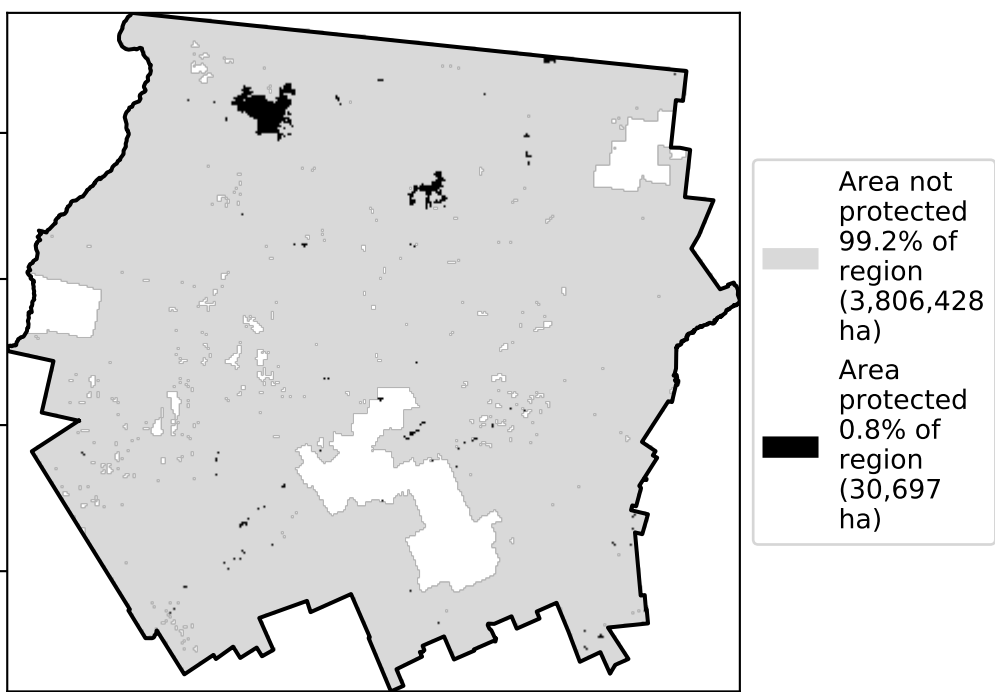 Area not
protected
99.2% of
region
(3,806,428
ha)
Area
protected
0.8% of
region
(30,697
ha)